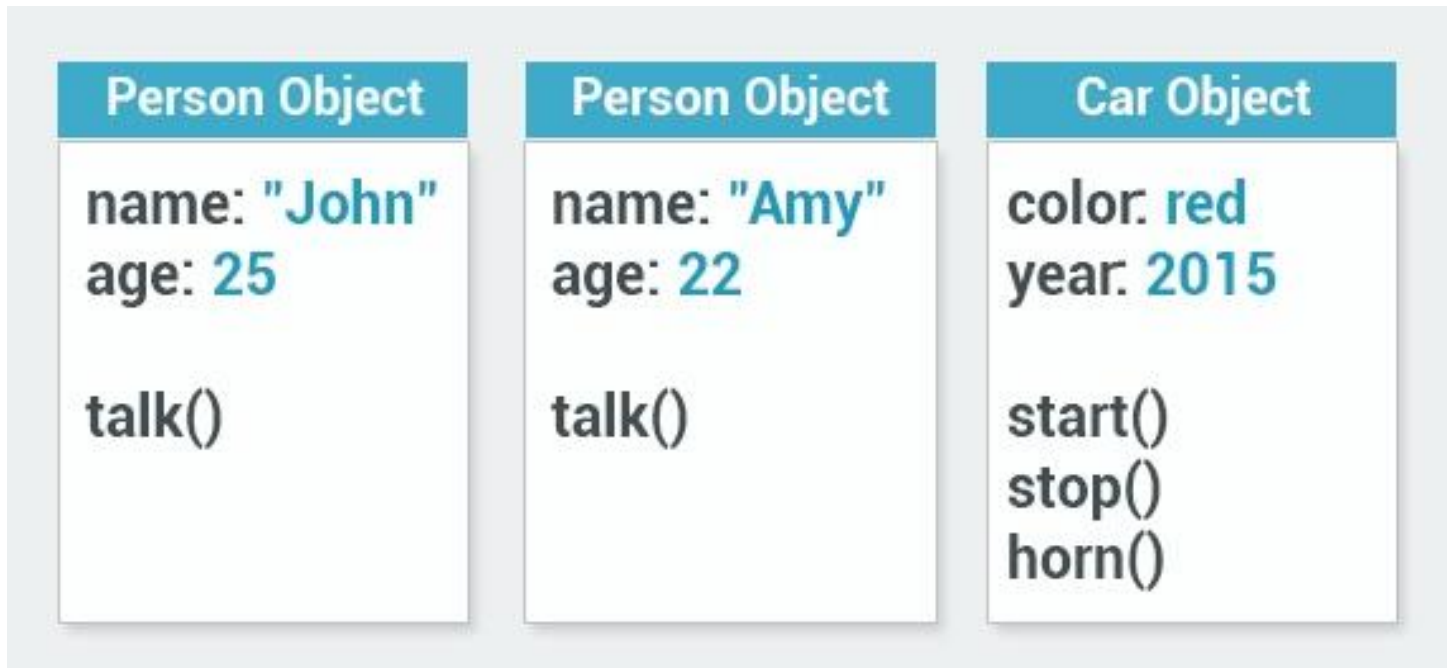 Person Object
name: "John"
age: 25
talk()
Person Object
name: "Amy"
age: 22
talk()
Car Object
color: red
year: 2015
start()
stop()
horn()